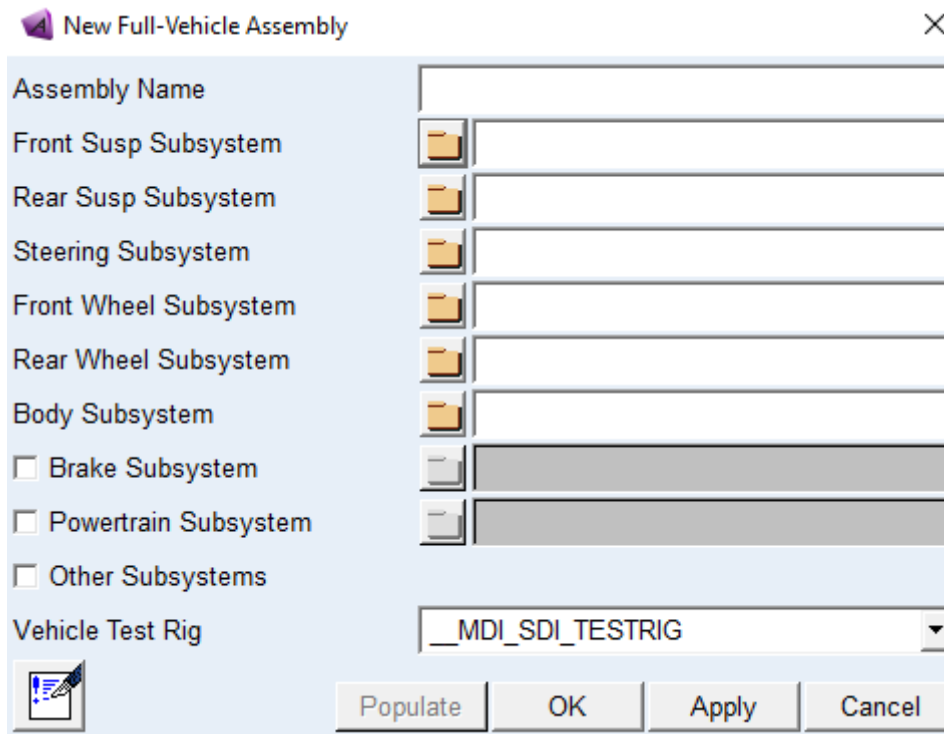 New Full-Vehicle Assembly
Assembly Name
Front Susp Subsystem
Rear Susp Subsystem
Steering Subsystem
Front Wheel Subsystem
Rear Wheel Subsystem
Body Subsystem
Brake Subsystem
Powertrain Subsystem
Other Subsystems
Vehicle Test Rig __MDI_SDI_TESTRIG
Populate OK Apply Cancel